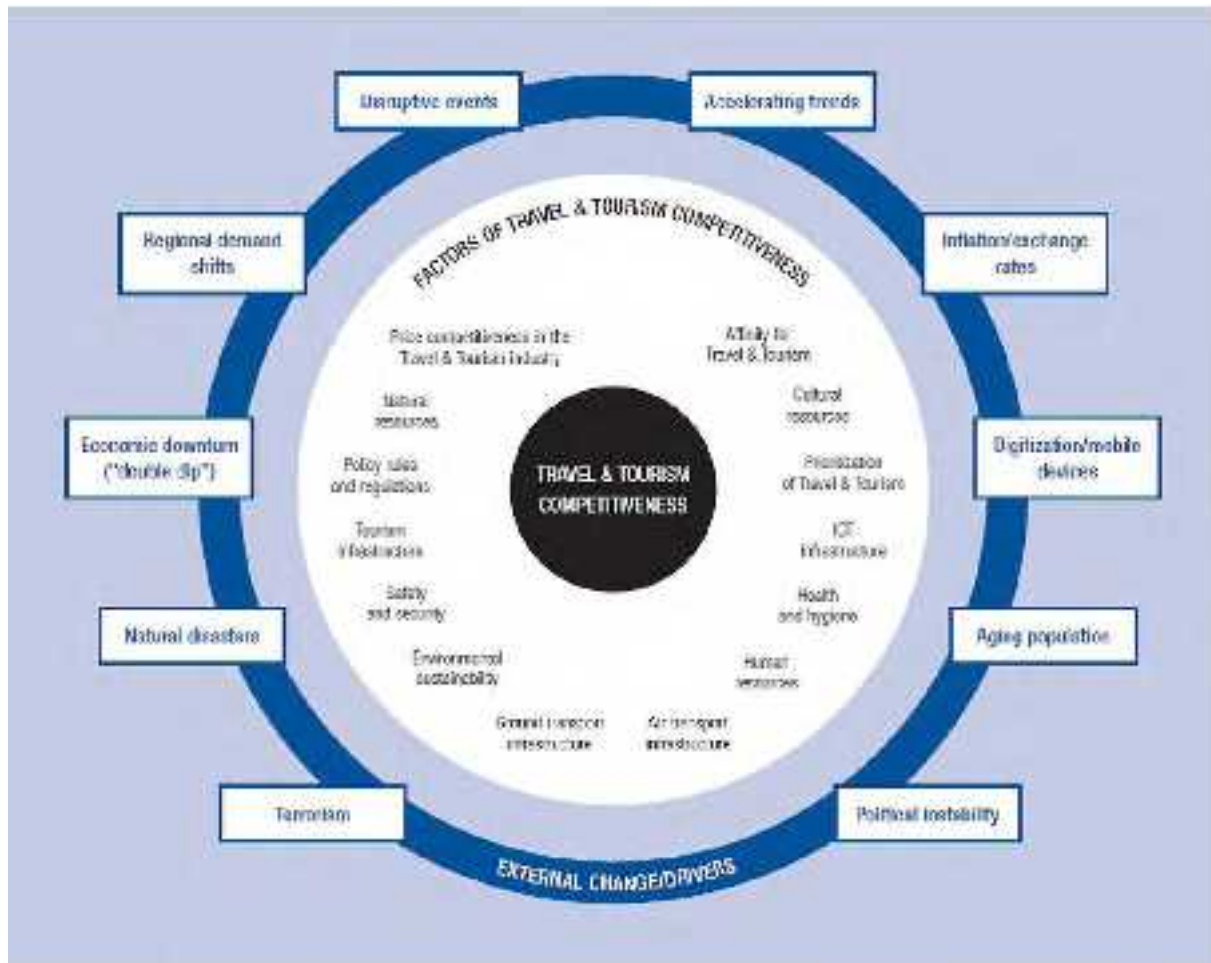 Disruptive events
Accelerating trends
Regional demand
shifts
Inflation/exchange
rates
Economic downturn
("double dip")
Digitization/mobile
devices
Natural disasters
Aging population
Terrorism
Political instability
EXTERNAL CHANGE/DRIVERS
FACTORS OF TRAVEL & TOURISM COMPERTIVENESS
Price competitiveness in the
Travel & Tourism industry
Affinity for
Travel & Tourism
Natural
resources
Cultural
resources
Policy rules
and regulations
Prioritization
of Travel & Tourism
Tourism
infrastructure
ICT
infrastructure
Safety
and security
Health
and hygiene
Environmental
sustainability
Human
resources
Ground transport
infrastructure
Air transport
infrastructure
TRAVEL & TOURISM
COMPETITIVENESS